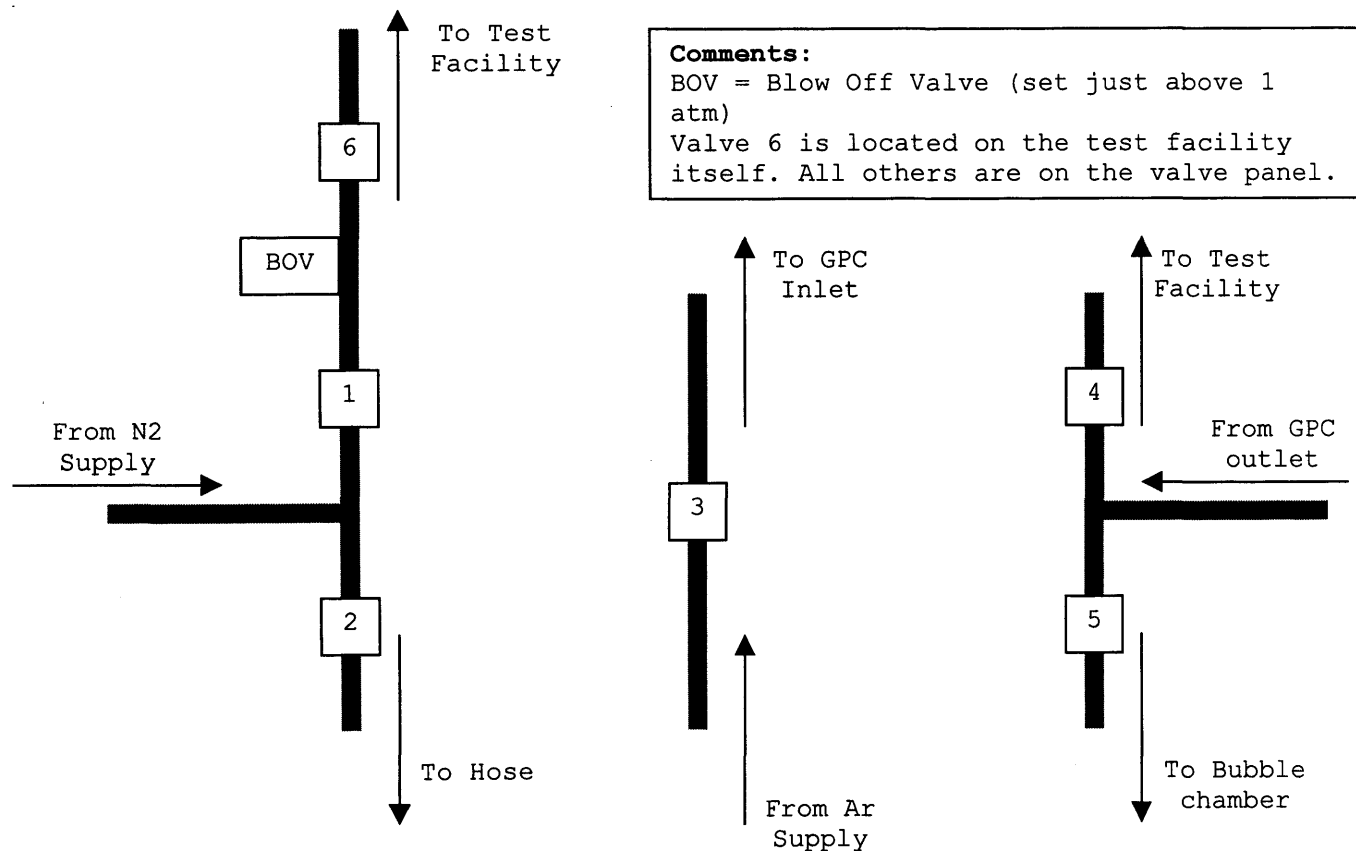 To Test
Facility
Comments:
BOV = Blow Off Valve (set just above 1
atm)
Valve 6 is located on the test facility
itself. All others are on the valve panel.
6
BOV
1
From N2
Supply
2
To Hose
To GPC
Inlet
3
From Ar
Supply
To Test
Facility
4
From GPC
outlet
5
To Bubble
chamber